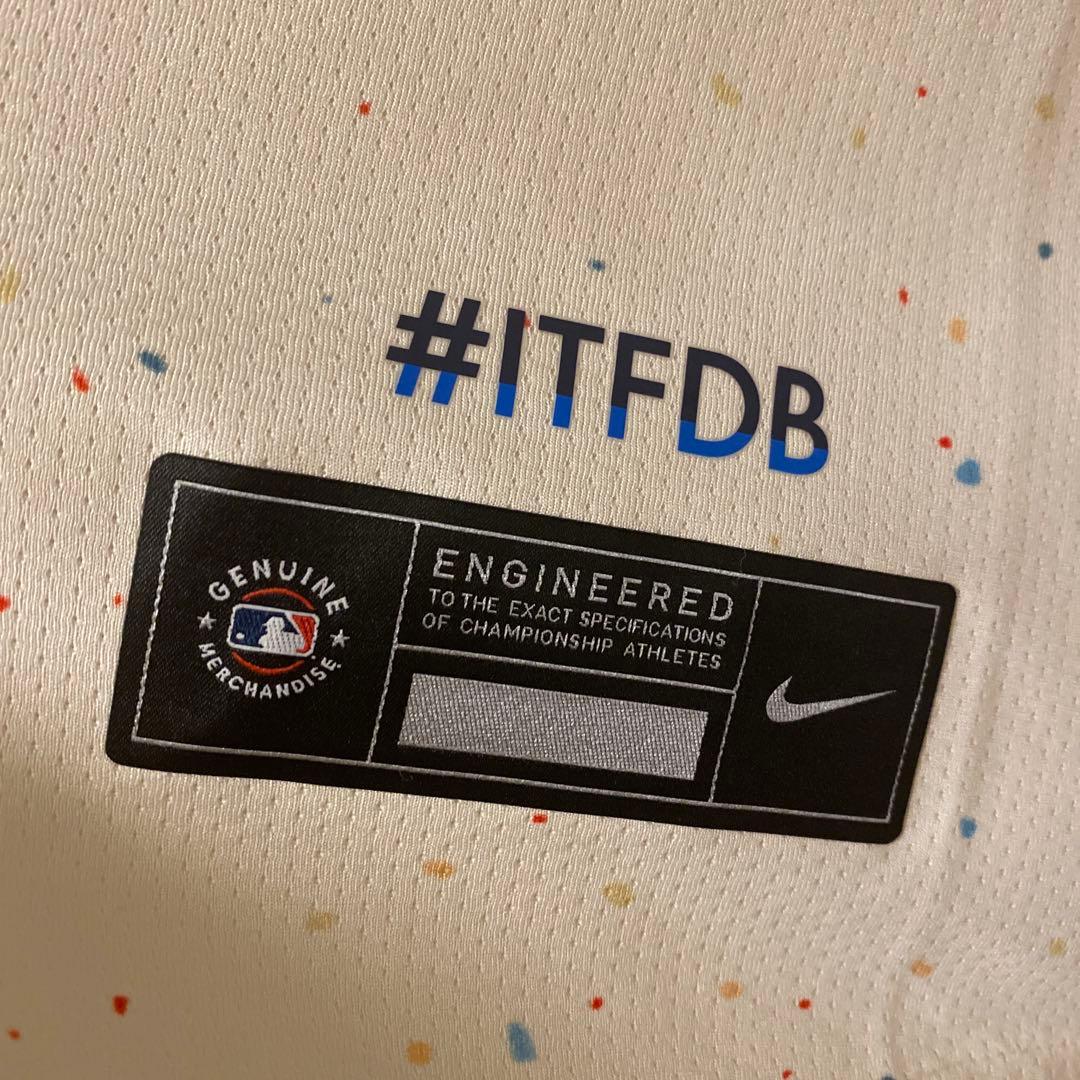 #ITFDB
GENUINE
MERCHANDISE
ENGINEERED
TO THE EXACT SPECIFICATIONS
OF CHAMPIONSHIP ATHLETES